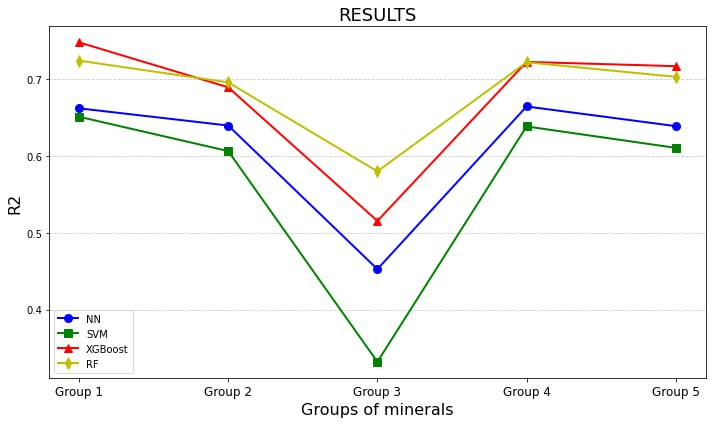 RESULTS
R2
0.7
0.6
0.5
0.4
NN
SVM
XGBoost
RF
Group 1
Group 2
Group 3
Group 4
Group 5
Groups of minerals